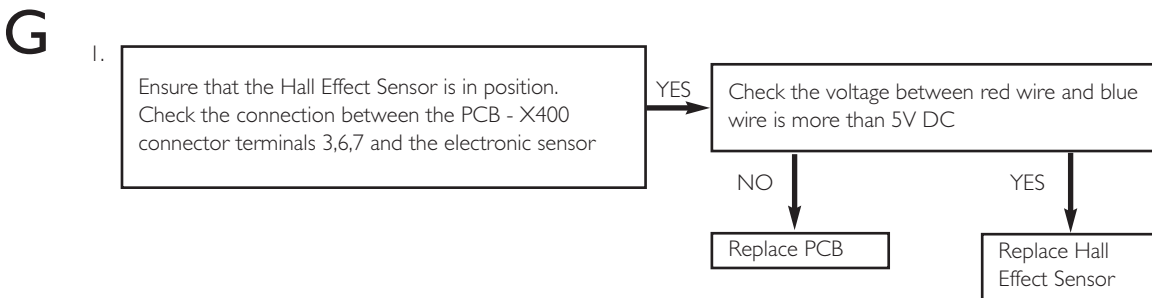 G
1.
Ensure that the Hall Effect Sensor is in position.
Check the connection between the PCB - X400
connector terminals 3,6,7 and the electronic sensor
YES
Check the voltage between red wire and blue
wire is more than 5V DC
NO
YES
Replace PCB
Replace Hall
Effect Sensor